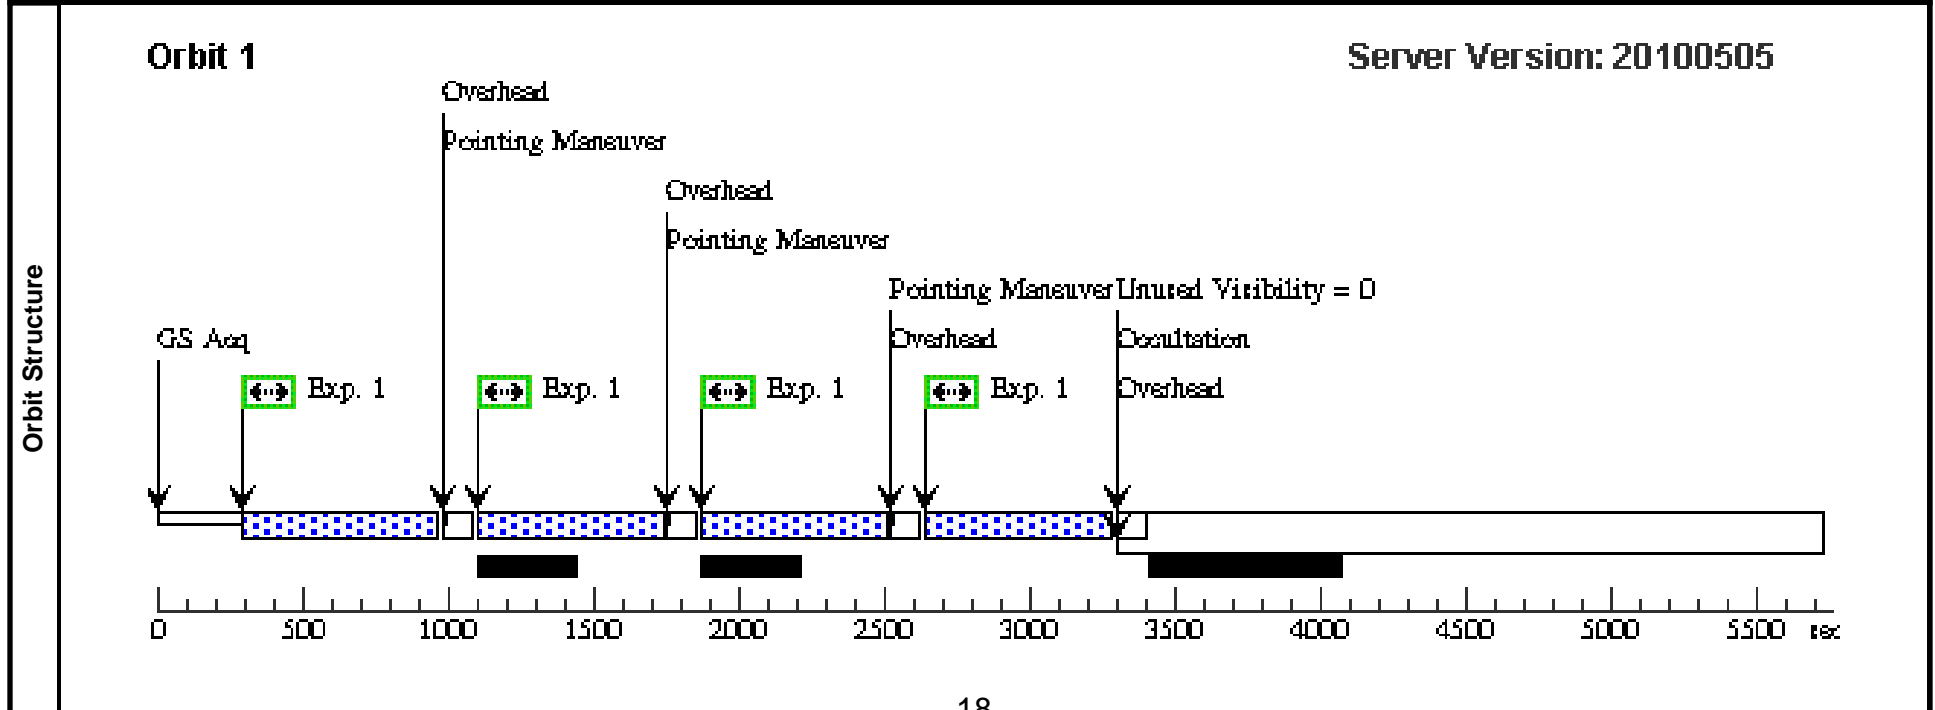 Orbit 1
Server Version: 20100505
Overhead
Pointing Maneuver
Overhead
Pointing Maneuver
Pointing Maneuver Unused Visibility = 0
GS Acq
Overhead
Occultation
Exp. 1
Exp. 1
Exp. 1
Exp. 1
Overhead
Orbit Structure
0 500 1000 1500 2000 2500 3000 3500 4000 4500 5000 5500 sec
18